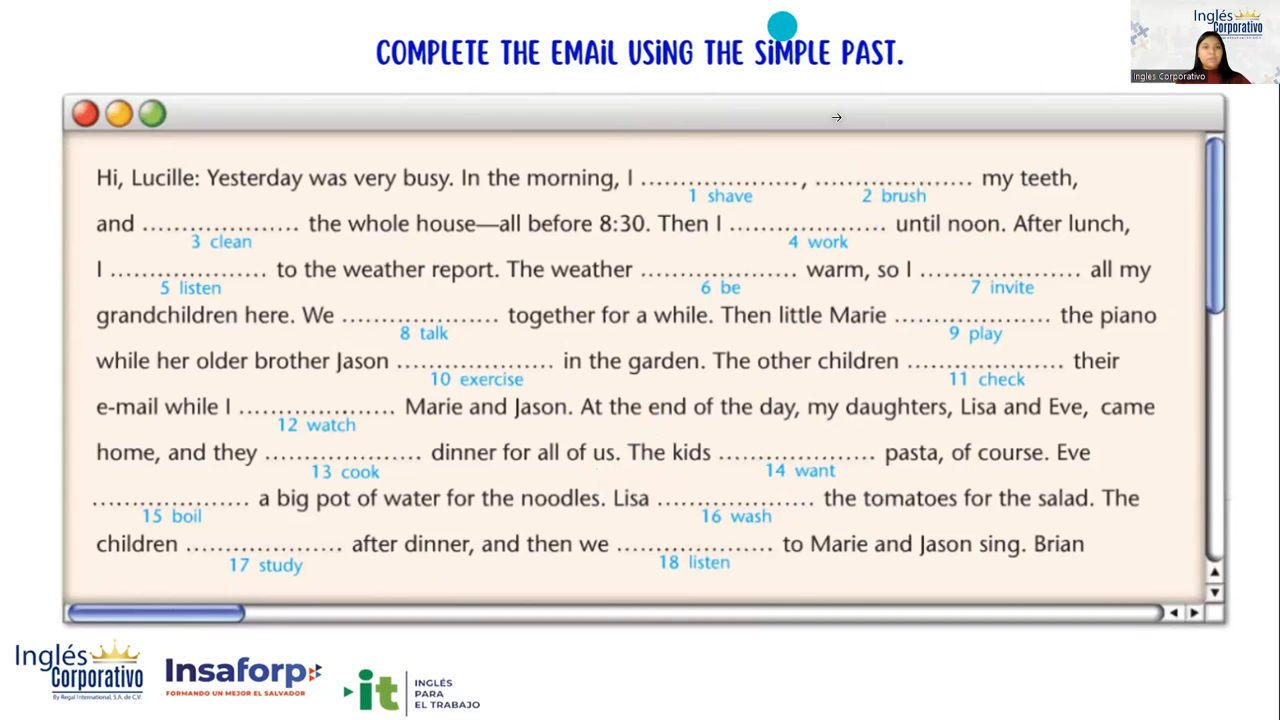 COMPLETE THE EMAIL USING THE SIMPLE PAST.
Inglés
Corporativo
Ingles Corporativo
Hi, Lucille: Yesterday was very busy. In the morning, I ...................., .................... my teeth,
1 shave 2 brush
and .................... the whole house—all before 8:30. Then I .................... until noon. After lunch,
3 clean 4 work
I .................... to the weather report. The weather .................... warm, so I .................... all my
5 listen 6 be 7 invite
grandchildren here. We .................... together for a while. Then little Marie .................... the piano
8 talk 9 play
while her older brother Jason .................... in the garden. The other children .................... their
10 exercise 11 check
e-mail while I .................... Marie and Jason. At the end of the day, my daughters, Lisa and Eve, came
12 watch
home, and they .................... dinner for all of us. The kids .................... pasta, of course. Eve
13 cook 14 want
.................... a big pot of water for the noodles. Lisa .................... the tomatoes for the salad. The
15 boil 16 wash
children .................... after dinner, and then we .................... to Marie and Jason sing. Brian
17 study 18 listen
Inglés
Corporativo
By Regal International, S.A. de C.V.
Insaforp
FORMANDO UN MEJOR EL SALVADOR
it
INGLÉS
PARA
EL TRABAJO